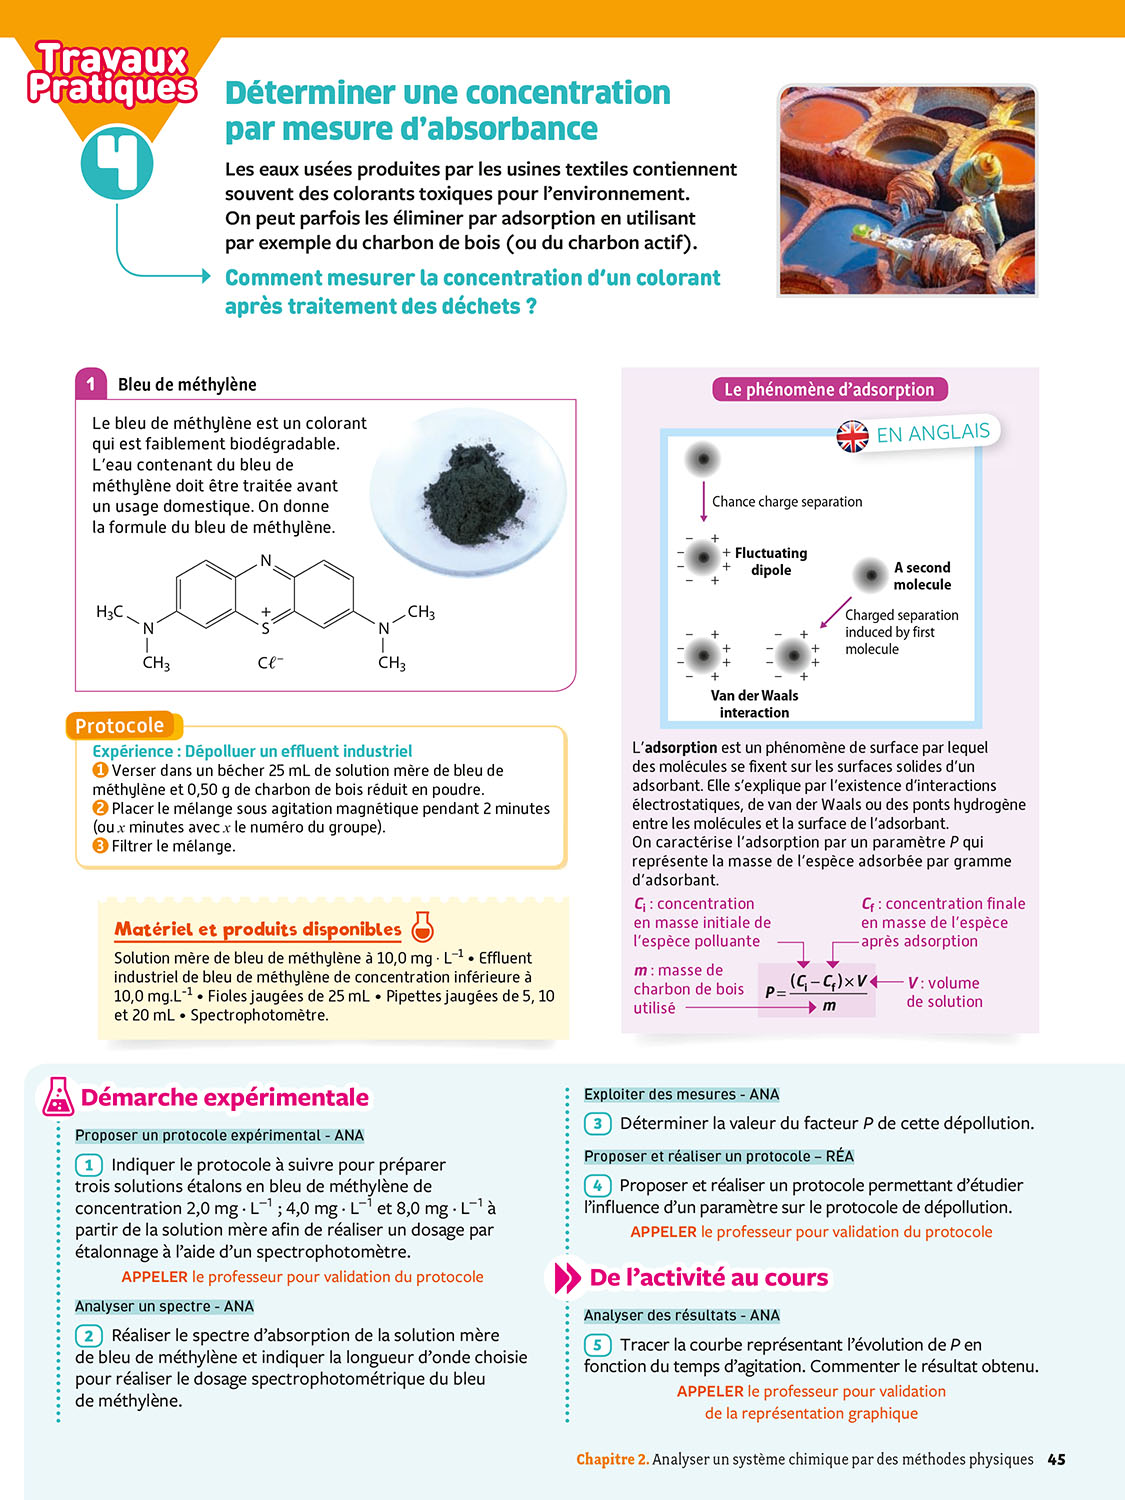 Travaux
Pratiques
4
Déterminer une concentration
par mesure d'absorbance
Les eaux usées produites par les usines textiles contiennent
souvent des colorants toxiques pour l'environnement.
On peut parfois les éliminer par adsorption en utilisant
par exemple du charbon de bois (ou du charbon actif).
Comment mesurer la concentration d'un colorant
après traitement des déchets ?
1 Bleu de méthylène
Le bleu de méthylène est un colorant
qui est faiblement biodégradable.
L'eau contenant du bleu de
méthylène doit être traitée avant
un usage domestique. On donne
la formule du bleu de méthylène.
N
H₃C
+
CH₃
N
S
N
CH₃
Cℓ⁻
CH₃
Protocole
Expérience : Dépolluer un effluent industriel
1 Verser dans un bécher 25 mL de solution mère de bleu de
méthylène et 0,50 g de charbon de bois réduit en poudre.
2 Placer le mélange sous agitation magnétique pendant 2 minutes
(ou x minutes avec x le numéro du groupe).
3 Filtrer le mélange.
Matériel et produits disponibles
Solution mère de bleu de méthylène à 10,0 mg · L⁻¹ • Effluent
industriel de bleu de méthylène de concentration inférieure à
10,0 mg.L⁻¹ • Fioles jaugées de 25 mL • Pipettes jaugées de 5, 10
et 20 mL • Spectrophotomètre.
Le phénomène d'adsorption
EN ANGLAIS
Chance charge separation
− +
− + Fluctuating
− + dipole
− +
A second
molecule
Charged separation
induced by first
molecule
− + − +
− + − +
− + − +
− + − +
Van der Waals
interaction
L'adsorption est un phénomène de surface par lequel
des molécules se fixent sur les surfaces solides d'un
adsorbant. Elle s'explique par l'existence d'interactions
électrostatiques, de van der Waals ou des ponts hydrogène
entre les molécules et la surface de l'adsorbant.
On caractérise l'adsorption par un paramètre P qui
représente la masse de l'espèce adsorbée par gramme
d'adsorbant.
Cᵢ : concentration
en masse initiale de
l'espèce polluante
C_f : concentration finale
en masse de l'espèce
après adsorption
m : masse de
charbon de bois
utilisé
P = (Cᵢ − C_f) × V / m
V : volume
de solution
Démarche expérimentale
Proposer un protocole expérimental - ANA
1 Indiquer le protocole à suivre pour préparer
trois solutions étalons en bleu de méthylène de
concentration 2,0 mg · L⁻¹ ; 4,0 mg · L⁻¹ et 8,0 mg · L⁻¹ à
partir de la solution mère afin de réaliser un dosage par
étalonnage à l'aide d'un spectrophotomètre.
APPELER le professeur pour validation du protocole
Analyser un spectre - ANA
2 Réaliser le spectre d'absorption de la solution mère
de bleu de méthylène et indiquer la longueur d'onde choisie
pour réaliser le dosage spectrophotométrique du bleu
de méthylène.
Exploiter des mesures - ANA
3 Déterminer la valeur du facteur P de cette dépollution.
Proposer et réaliser un protocole – RÉA
4 Proposer et réaliser un protocole permettant d'étudier
l'influence d'un paramètre sur le protocole de dépollution.
APPELER le professeur pour validation du protocole
De l'activité au cours
Analyser des résultats - ANA
5 Tracer la courbe représentant l'évolution de P en
fonction du temps d'agitation. Commenter le résultat obtenu.
APPELER le professeur pour validation
de la représentation graphique
Chapitre 2. Analyser un système chimique par des méthodes physiques 45